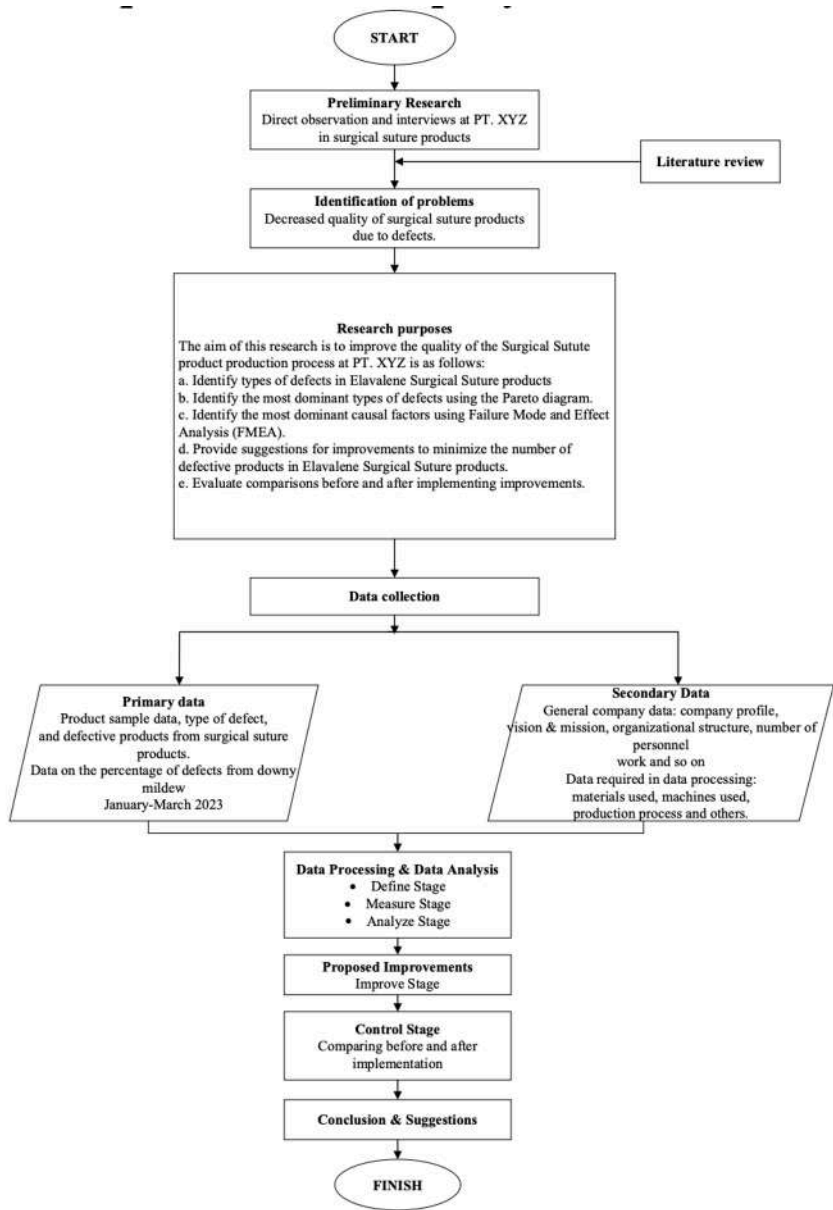 START
Preliminary Research
Direct observation and interviews at PT. XYZ
in surgical suture products
Literature review
Identification of problems
Decreased quality of surgical suture products
due to defects.
Research purposes
The aim of this research is to improve the quality of the Surgical Sutute
product production process at PT. XYZ is as follows:
a. Identify types of defects in Elavalene Surgical Suture products
b. Identify the most dominant types of defects using the Pareto diagram.
c. Identify the most dominant causal factors using Failure Mode and Effect
Analysis (FMEA).
d. Provide suggestions for improvements to minimize the number of
defective products in Elavalene Surgical Suture products.
e. Evaluate comparisons before and after implementing improvements.
Data collection
Primary data
Product sample data, type of defect,
and defective products from surgical suture
products.
Data on the percentage of defects from downy
mildew
January-March 2023
Secondary Data
General company data: company profile,
vision & mission, organizational structure, number of
personnel
work and so on
Data required in data processing:
materials used, machines used,
production process and others.
Data Processing & Data Analysis
• Define Stage
• Measure Stage
• Analyze Stage
Proposed Improvements
Improve Stage
Control Stage
Comparing before and after
implementation
Conclusion & Suggestions
FINISH